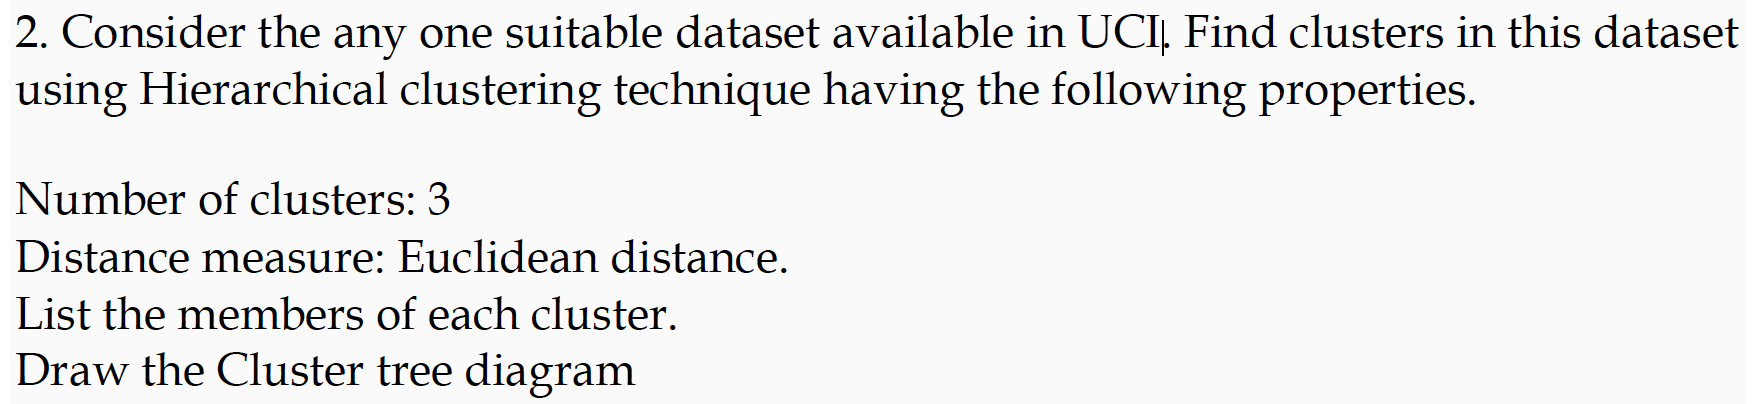 2. Consider the any one suitable dataset available in UCI. Find clusters in this dataset
using Hierarchical clustering technique having the following properties.
Number of clusters: 3
Distance measure: Euclidean distance.
List the members of each cluster.
Draw the Cluster tree diagram